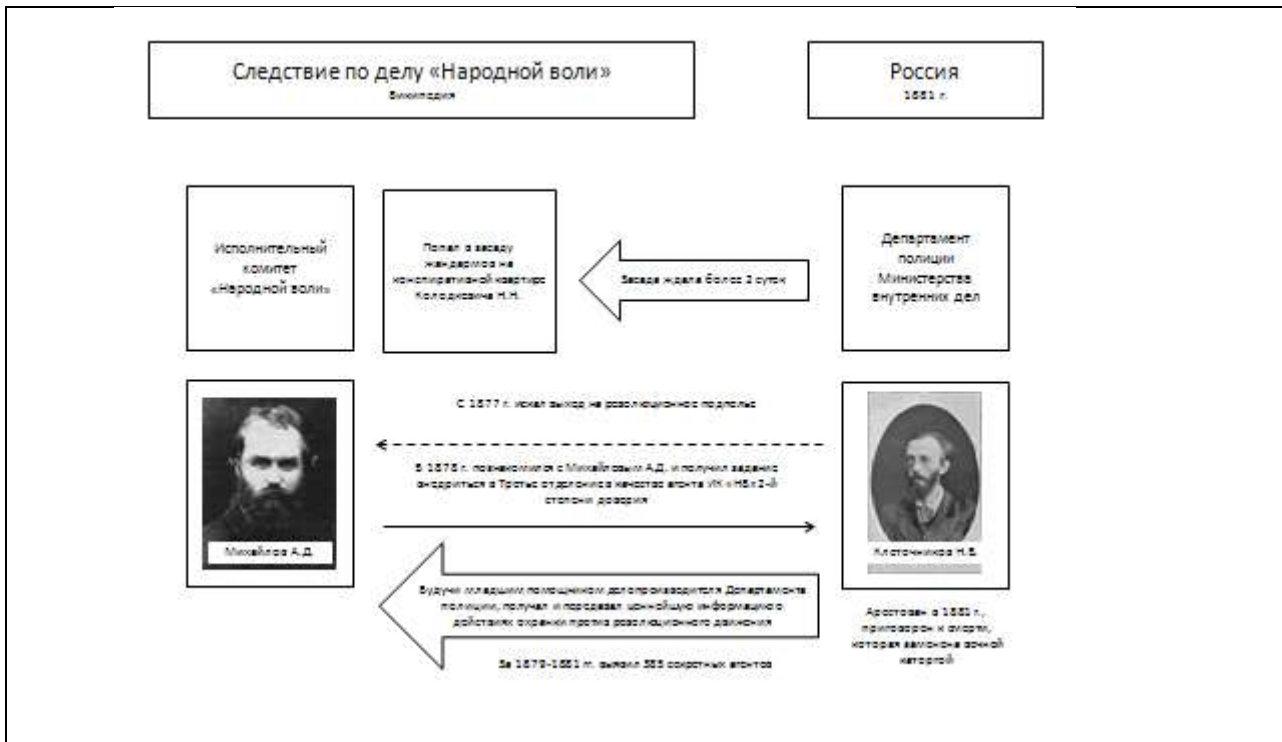 Следствие по делу «Народной воли»
Википедия
Россия
1881 г.
Исполнительный
комитет
«Народной воли»
Попал в засаду
жандармов на
конспиративной квартире
Колодкевича Н.Н.
Засада ждала более 2 суток
Департамент
полиции
Министерства
внутренних дел
С 1877 г. искал выход на революционное подполье
В 1878 г. познакомился с Михайловым А.Д. и получил задание
внедриться в Третье отделение в качестве агента ИК «НВ» 2-й
степени доверия
Михайлов А.Д.
Клеточников Н.В.
Будучи младшим помощником делопроизводителя Департамента
полиции, получал и передавал ценнейшую информацию о
действиях охранки против революционного движения
За 1879-1881 гг. выявил 385 секретных агентов
Арестован в 1881 г.,
приговорен к смерти,
которая заменена вечной
каторгой